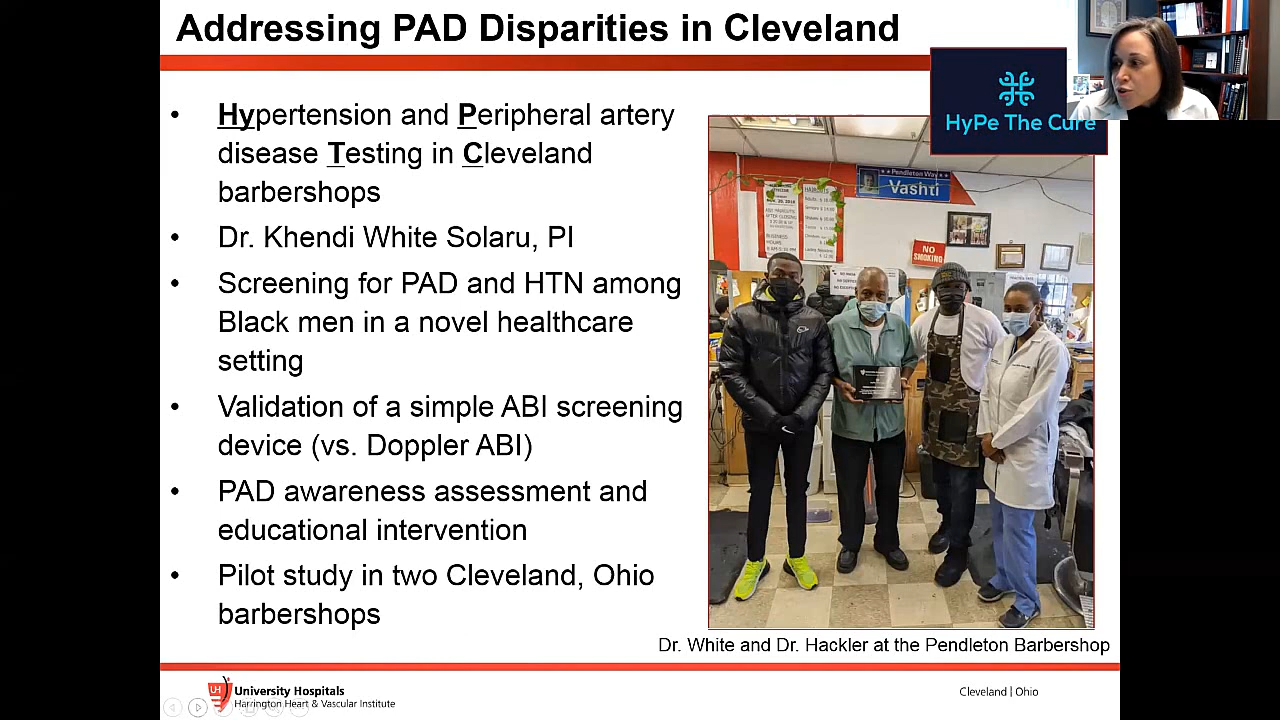 Addressing PAD Disparities in Cleveland
HyPe The Cure
• Hypertension and Peripheral artery
disease Testing in Cleveland
barbershops
• Dr. Khendi White Solaru, PI
• Screening for PAD and HTN among
Black men in a novel healthcare
setting
• Validation of a simple ABI screening
device (vs. Doppler ABI)
• PAD awareness assessment and
educational intervention
• Pilot study in two Cleveland, Ohio
barbershops
Pendleton Way
Vashti
HAIRCUTS
NO
SMOKING
Dr. White and Dr. Hackler at the Pendleton Barbershop
UH
University Hospitals
Harrington Heart & Vascular Institute
Cleveland | Ohio